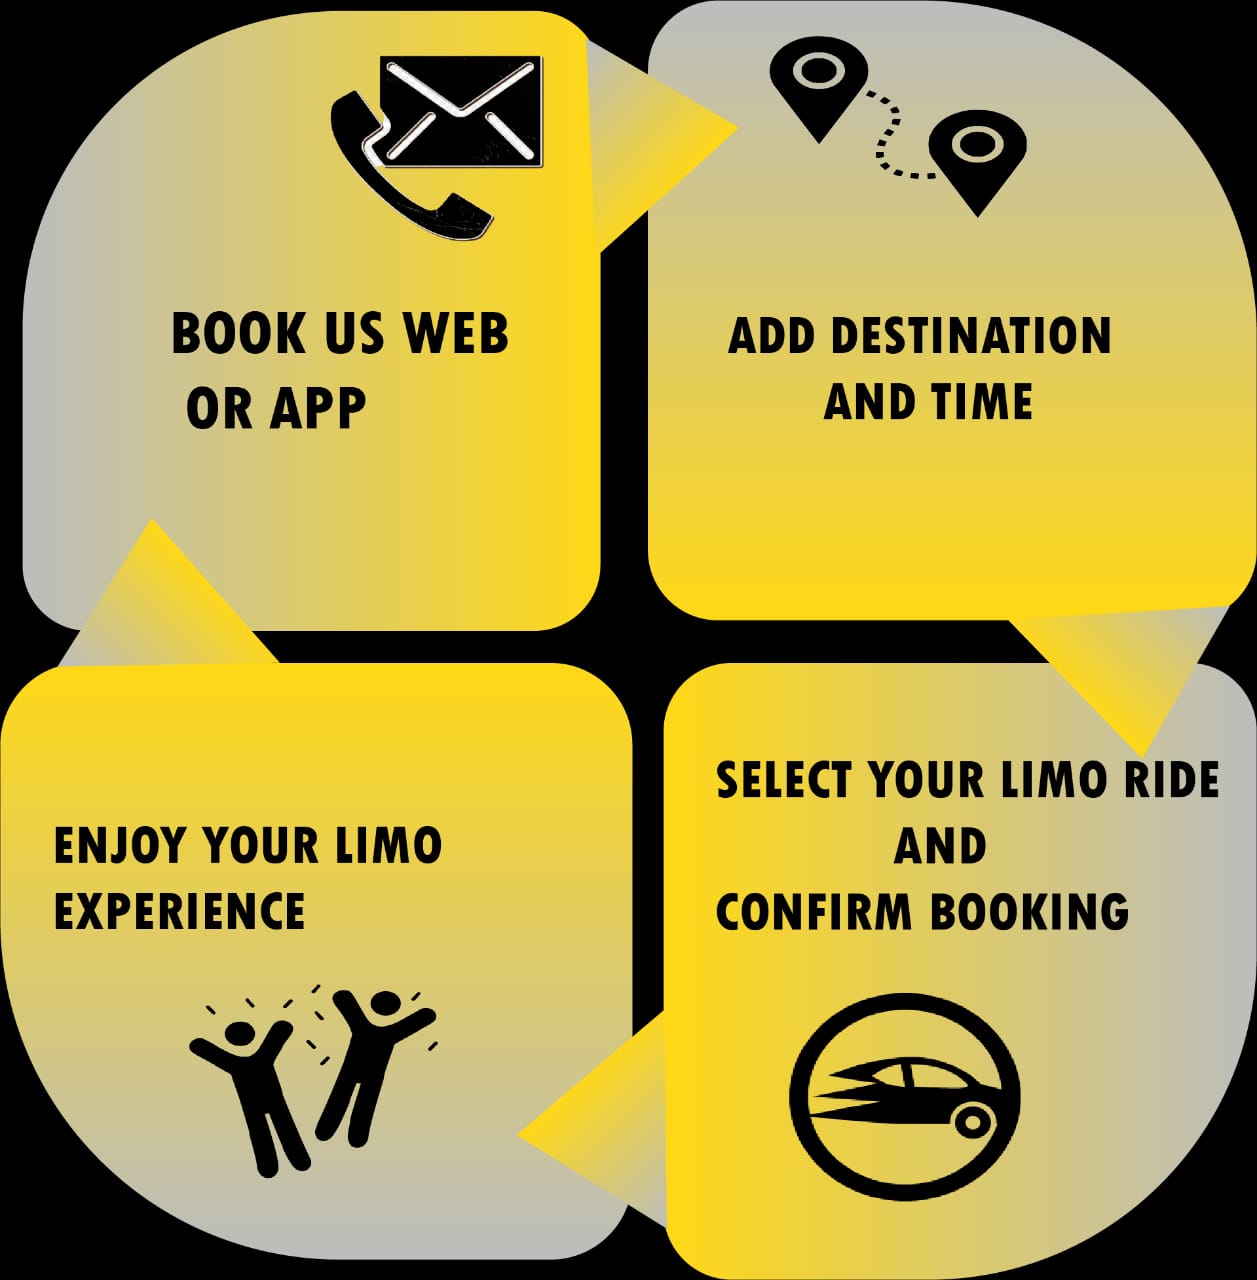 BOOK US WEB
OR APP
ADD DESTINATION
AND TIME
SELECT YOUR LIMO RIDE
AND
CONFIRM BOOKING
ENJOY YOUR LIMO
EXPERIENCE